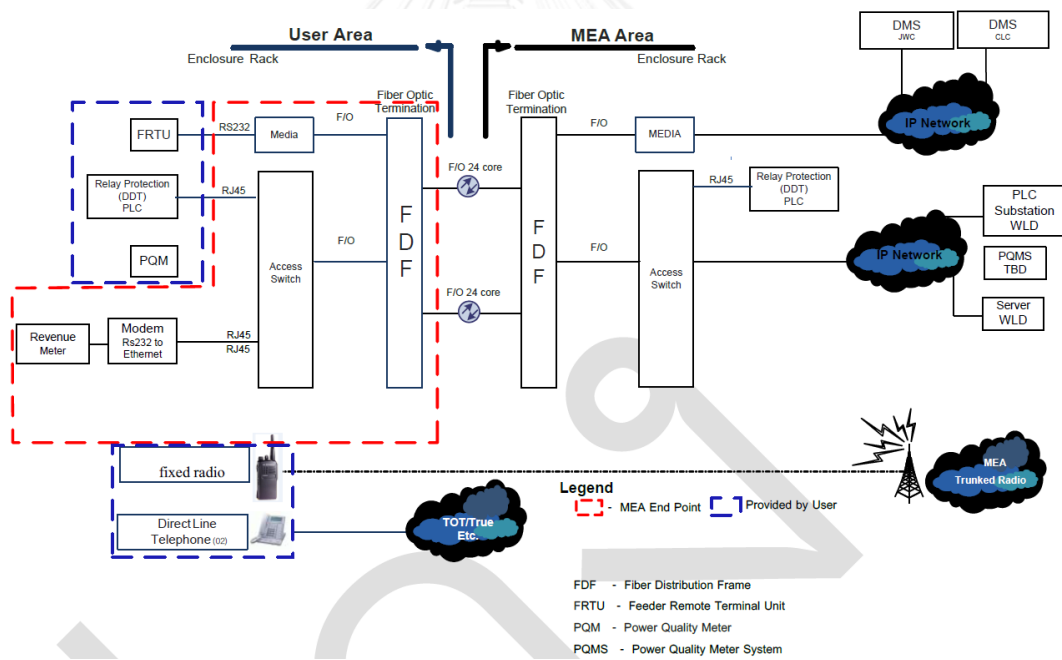 User Area
MEA Area
Enclosure Rack
Enclosure Rack
DMS
JWC
DMS
CLC
IP Network
Fiber Optic
Termination
Fiber Optic
Termination
FRTU
RS232
Media
F/O
F/O
MEDIA
Relay Protection
(DDT)
PLC
RJ45
F/O 24 core
RJ45
Relay Protection
(DDT)
PLC
PQM
Access
Switch
F/O
F
D
F
F
D
F
F/O
Access
Switch
IP Network
PLC
Substation
WLD
PQMS
TBD
Server
WLD
F/O 24 core
Revenue
Meter
Modem
Rs232 to
Ethernet
RJ45
RJ45
fixed radio
MEA
Trunked Radio
Direct Line
Telephone (02)
TOT/True
Etc.
Legend
- MEA End Point
- Provided by User
FDF - Fiber Distribution Frame
FRTU - Feeder Remote Terminal Unit
PQM - Power Quality Meter
PQMS - Power Quality Meter System